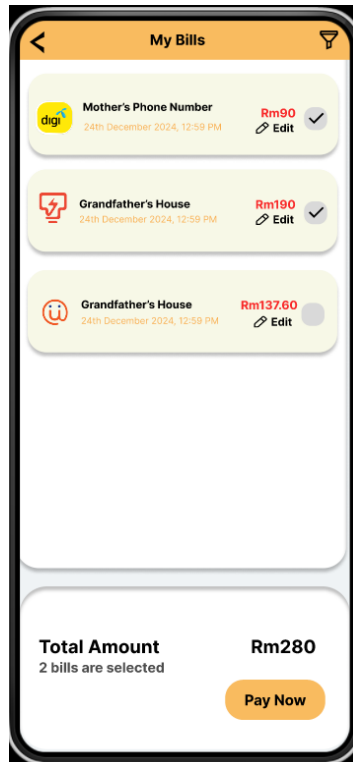 My Bills
digi
Mother's Phone Number
24th December 2024, 12:59 PM
Rm90
Edit
Grandfather's House
24th December 2024, 12:59 PM
Rm190
Edit
Grandfather's House
24th December 2024, 12:59 PM
Rm137.60
Edit
Total Amount
Rm280
2 bills are selected
Pay Now